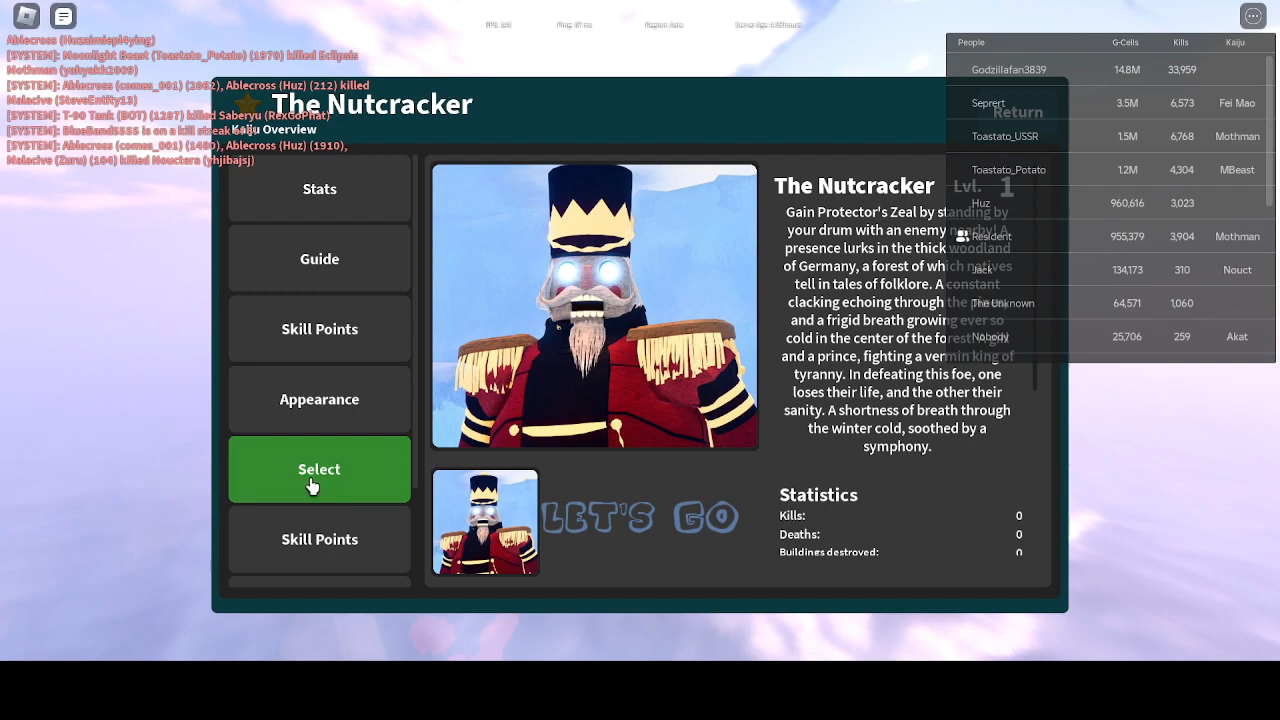 FPS: 240
Region: Asia
Ablecross (Huzaimiepl4ying)
[SYSTEM]: Moonlight Beast (Toastato_Potato) (1970) killed Eclipsis
Mothman (yahyakk2009)
[SYSTEM]: Ablecross (comes_001) (2062), Ablecross (Huz) (212) killed
Malacive (SteveEntity13)
[SYSTEM]: T-90 Tank (BOT) (1287) killed Saberyu (RexGoPhat)
[SYSTEM]: BlueBand5555 is on a kill streak
[SYSTEM]: Ablecross (comes_001) (1480), Ablecross (Huz) (1910),
Malacive (Zuru) (104) killed Nouctera (yhjibajsj)
The Nutcracker
Kaiju Overview
Return
People G-Cells Kills Kaiju
Godzillafan3839 14.8M 33,959
Seprert 3.5M 6,573 Fei Mao
Toastato_USSR 1.5M 6,768 Mothman
Toastato_Potato 1.2M 4,304 MBeast
Huz 960,616 3,023
Resident 955,379 3,904 Mothman
Jack 134,173 310 Nouct
The Unknown 64,571 1,060
Nobody 25,706 259 Akat
Stats
Guide
Skill Points
Appearance
Select
Skill Points
LET'S GO
The Nutcracker Lvl. 1
Gain Protector's Zeal by standing by
your drum with an enemy nearby! A
presence lurks in the thick woodland
of Germany, a forest of which natives
tell in tales of folklore. A constant
clacking echoing through the
and a frigid breath growing ever so
cold in the center of the forest.
and a prince, fighting a vermin king of
tyranny. In defeating this foe, one
loses their life, and the other their
sanity. A shortness of breath through
the winter cold, soothed by a
symphony.
Statistics
Kills: 0
Deaths: 0
Buildings destroyed: 0